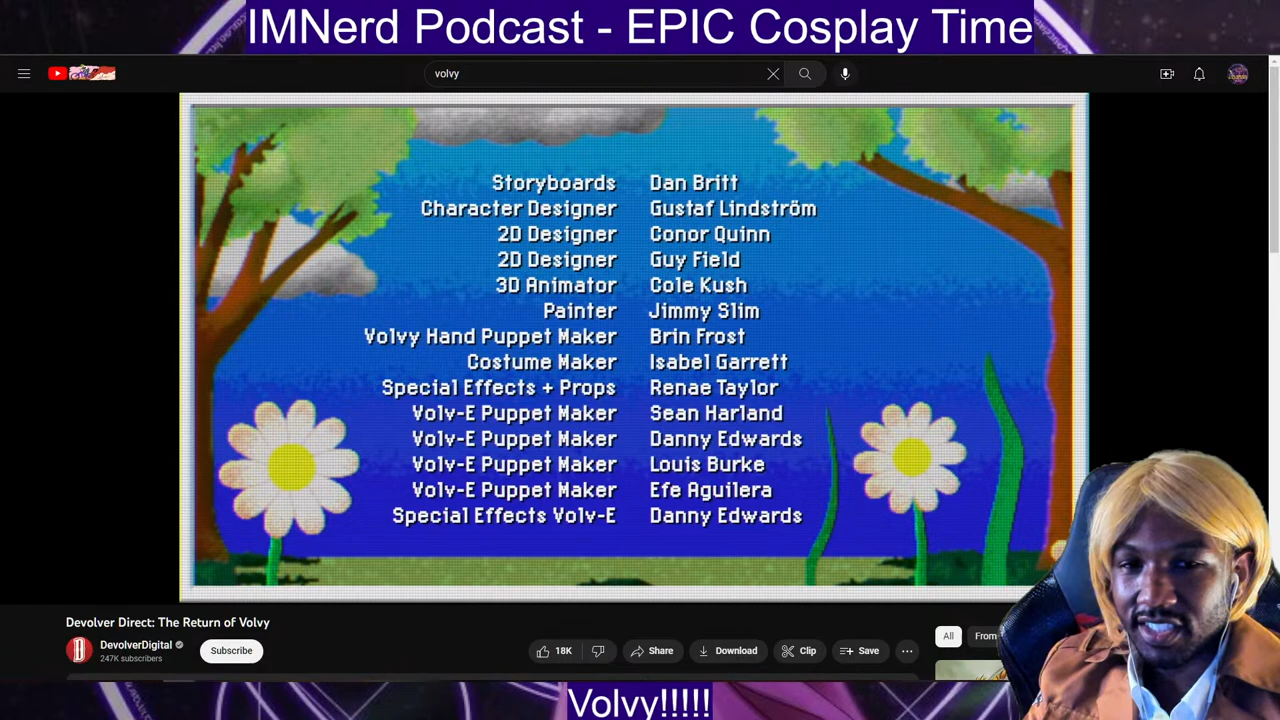 IMNerd Podcast - EPIC Cosplay Time
volvy
Storyboards Dan Britt
Character Designer Gustaf Lindström
2D Designer Conor Quinn
2D Designer Guy Field
3D Animator Cole Kush
Painter Jimmy Slim
Volvy Hand Puppet Maker Brin Frost
Costume Maker Isabel Garrett
Special Effects + Props Renae Taylor
Volv-E Puppet Maker Sean Harland
Volv-E Puppet Maker Danny Edwards
Volv-E Puppet Maker Louis Burke
Volv-E Puppet Maker Efe Aguilera
Special Effects Volv-E Danny Edwards
Devolver Direct: The Return of Volvy
DevolverDigital
247K subscribers
Subscribe
18K
Share
Download
Clip
Save
All
From
Volvy!!!!!